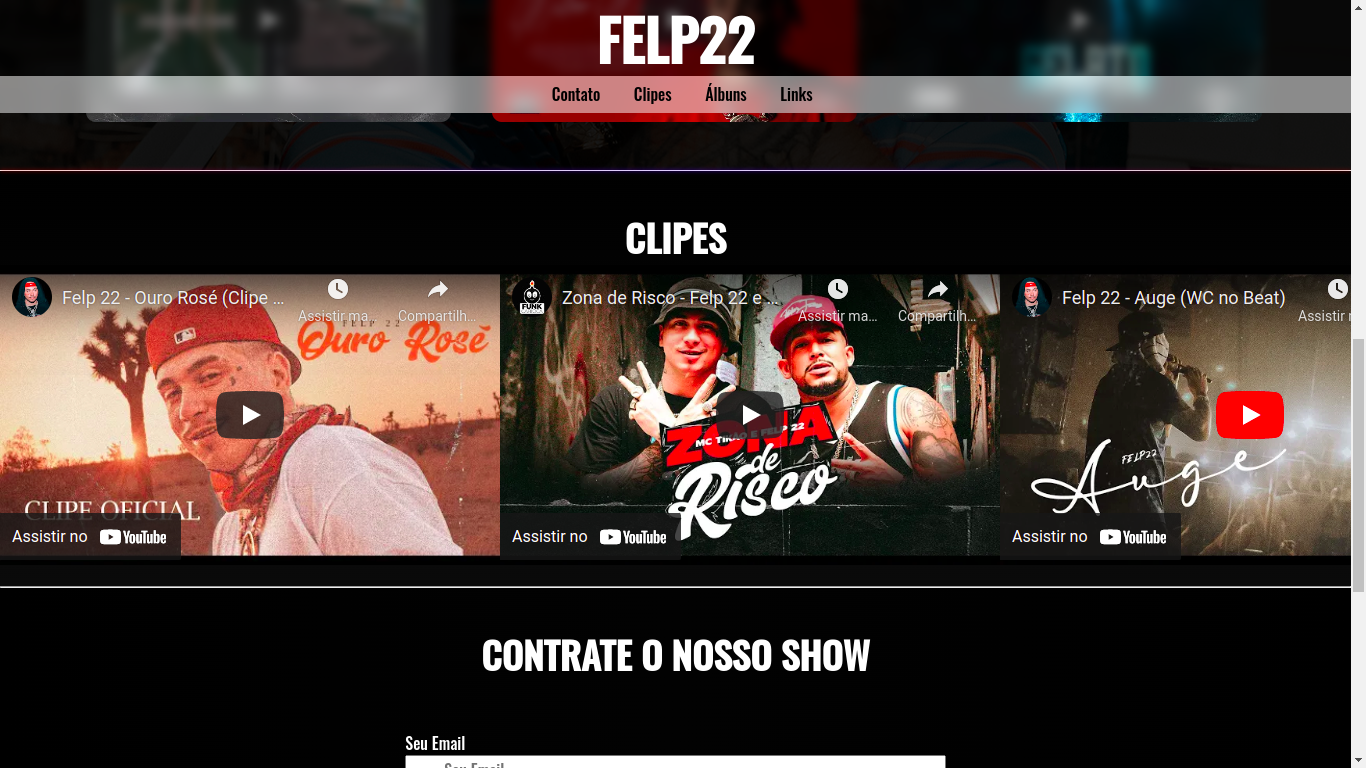 FELP22
Contato Clipes Álbuns Links
CLIPES
Felp 22 - Ouro Rosé (Clipe ...
Assistir ma...
Compartilh...
FELP 22
Ouro Rosé
CLIPE OFICIAL
Assistir no YouTube
FUNK
Zona de Risco - Felp 22 e ...
Assistir ma...
Compartilh...
MC TIRÃO E FELP 22
ZONA
de
Risco
Assistir no YouTube
Felp 22 - Auge (WC no Beat)
Assistir
FELP22
Auge
Assistir no YouTube
CONTRATE O NOSSO SHOW
Seu Email
Seu Email